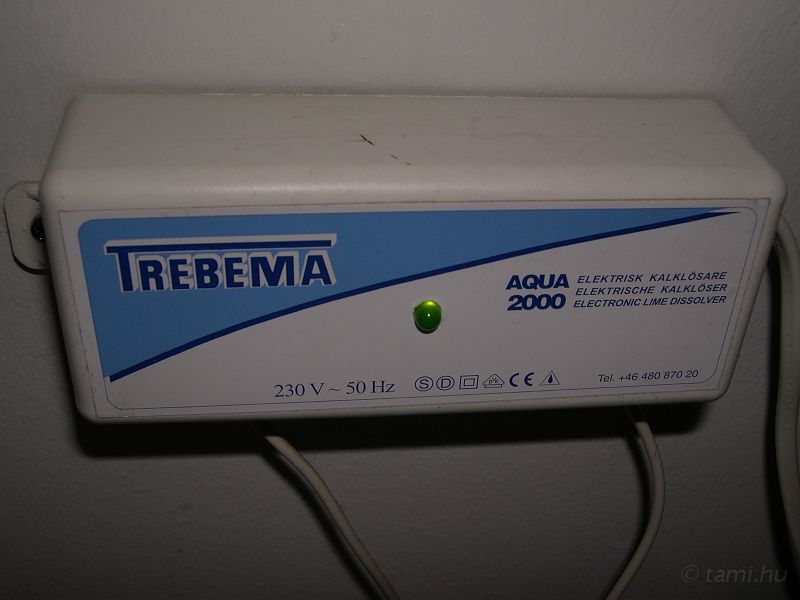 TREBEMA
AQUA 2000
ELEKTRISK KALKLÖSARE
ELEKTRISCHE KALKLÖSER
ELECTRONIC LIME DISSOLVER
230 V ~ 50 Hz S D CE
Tel. +46 480 870 20
© tami.hu